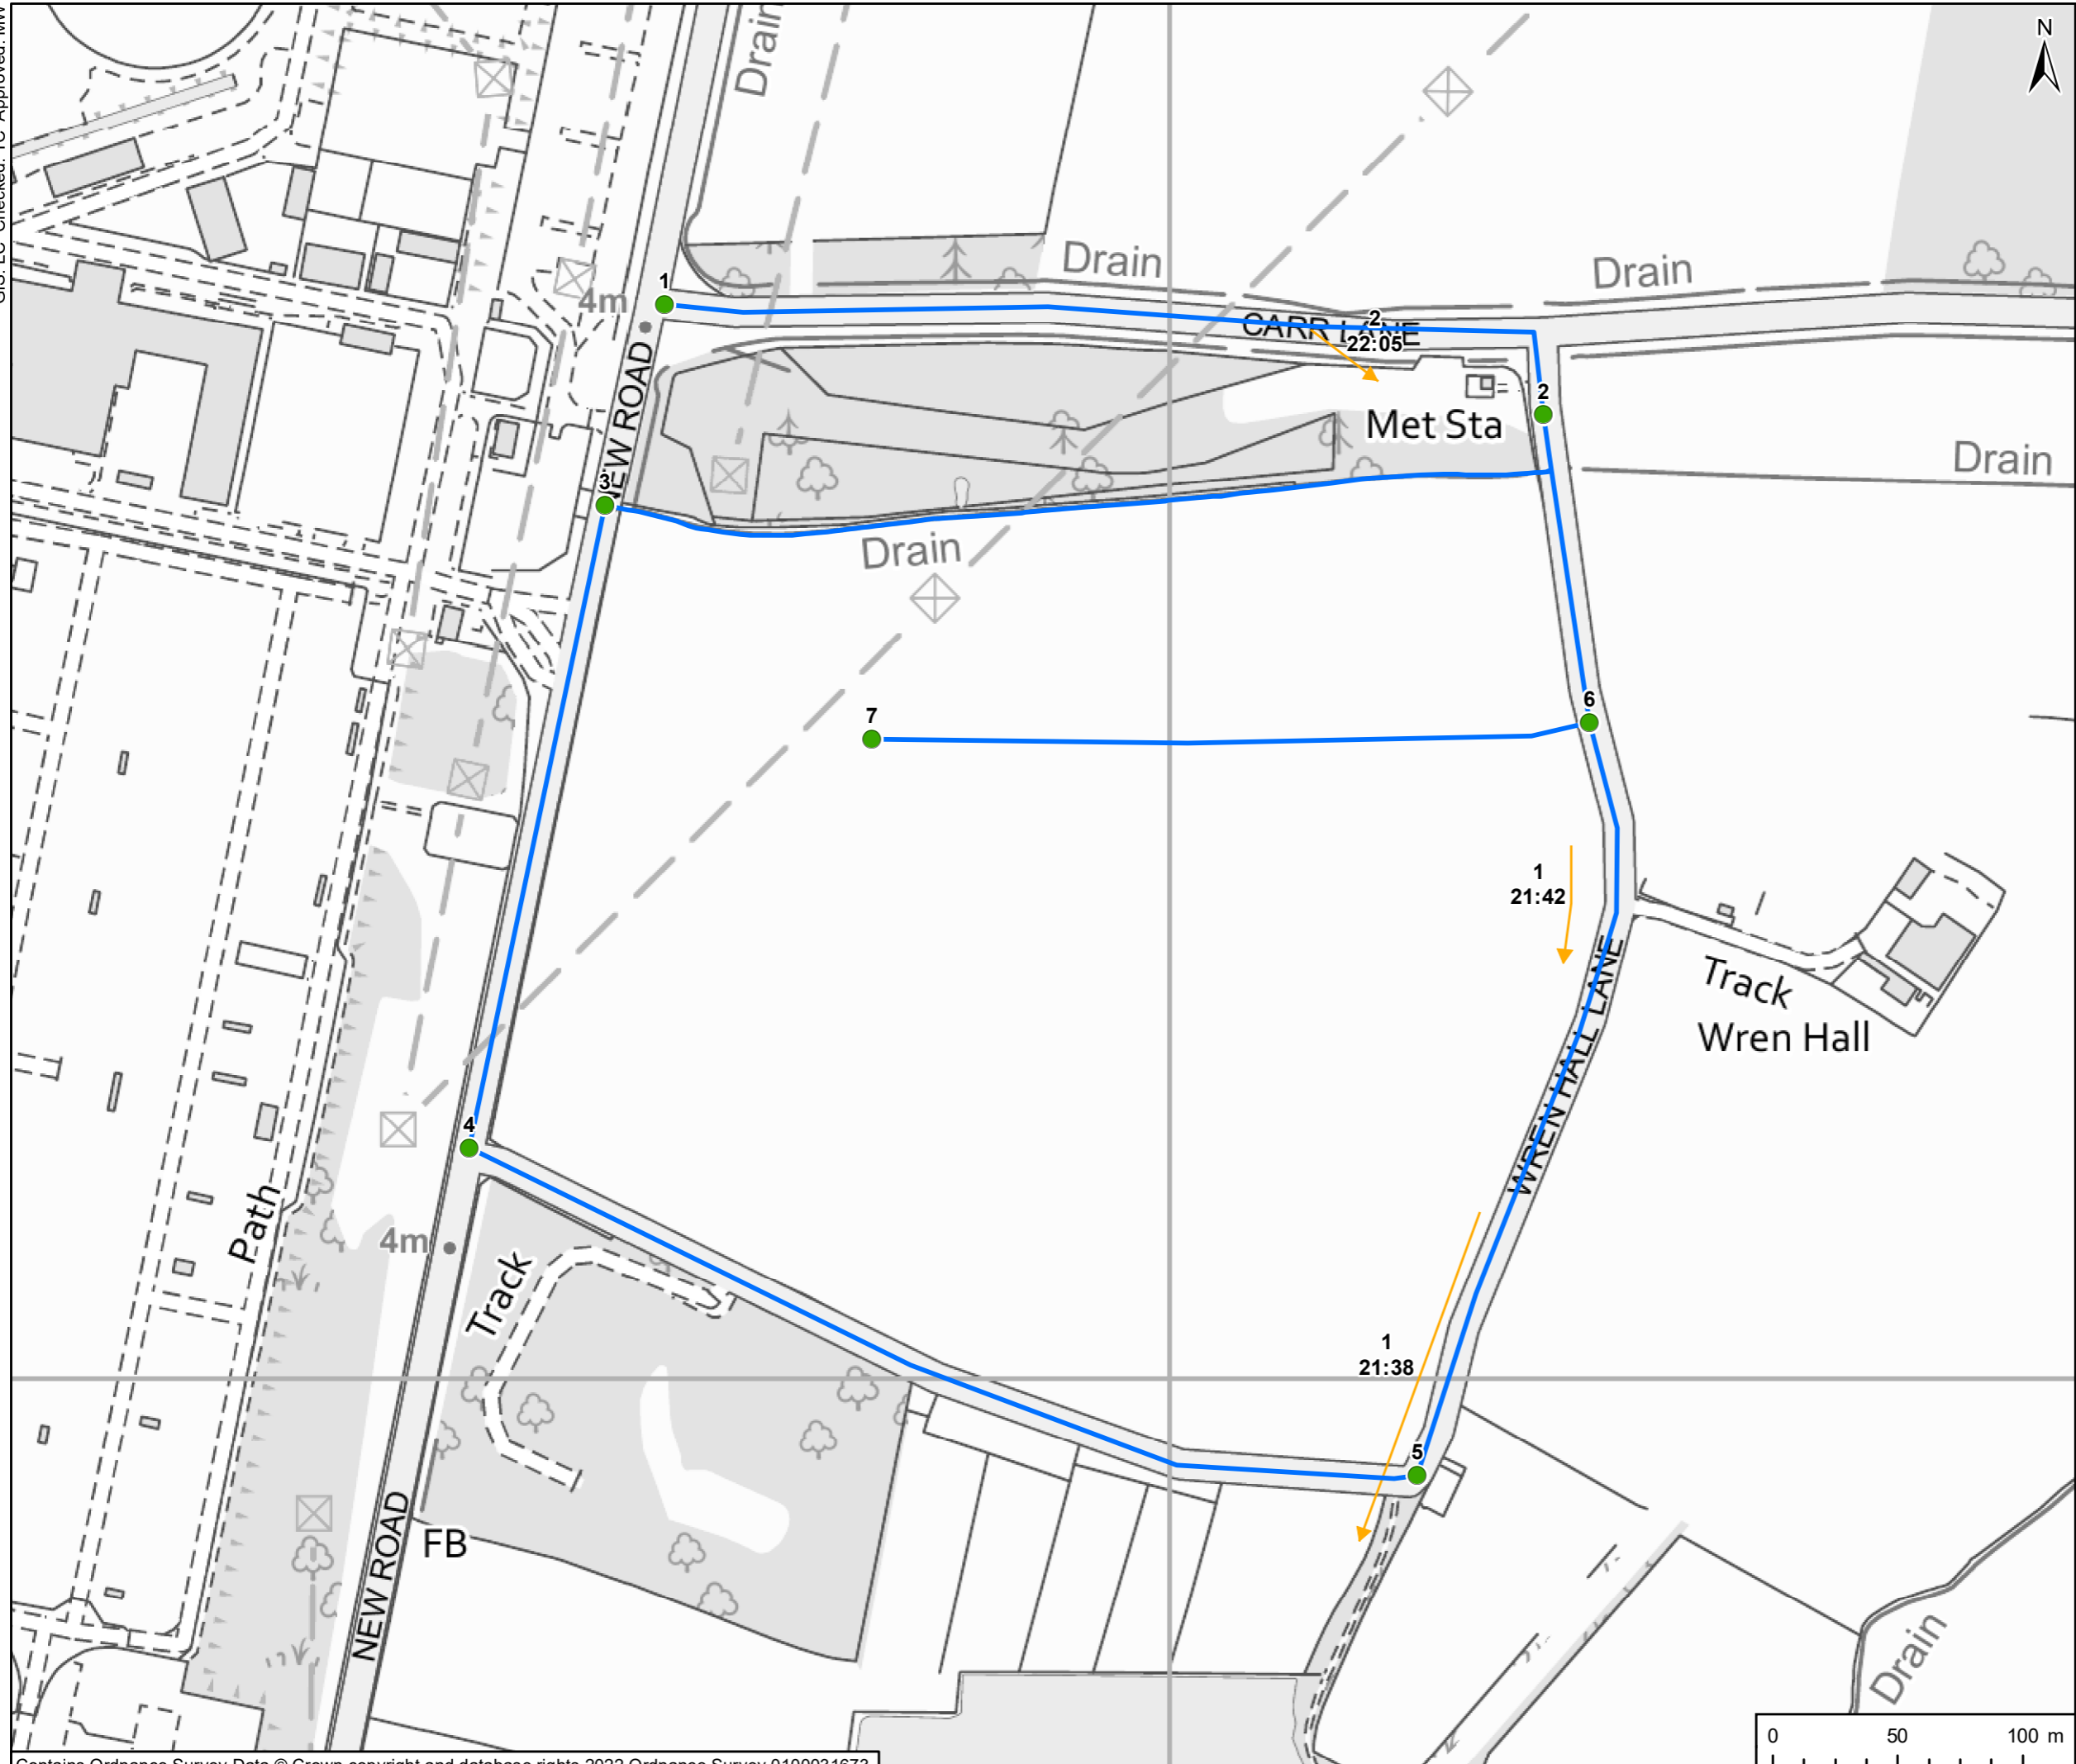 N
Drain
Drain
Drain
1
4m
CARR LANE
2
22:05
NEW ROAD
2
Met Sta
3
Drain
Drain
7
6
1
21:42
Track
Wren Hall
WREN HALL LANE
4
Path
4m
Track
1
21:38
5
NEW ROAD
FB
Drain
0 50 100 m